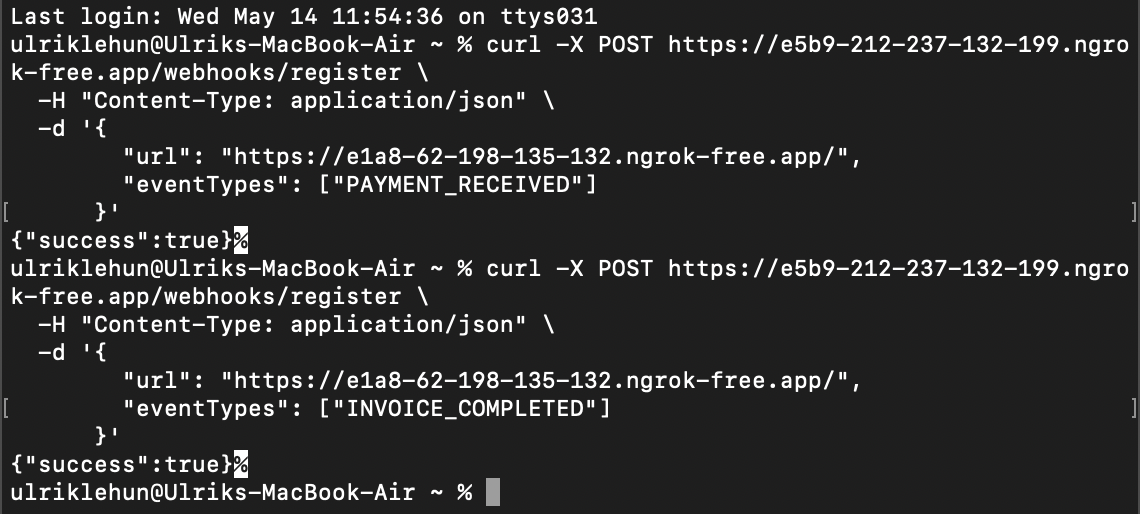 Last login: Wed May 14 11:54:36 on ttys031
ulriklehun@Ulriks-MacBook-Air ~ % curl -X POST https://e5b9-212-237-132-199.ngro
k-free.app/webhooks/register \
  -H "Content-Type: application/json" \
  -d '{
        "url": "https://e1a8-62-198-135-132.ngrok-free.app/",
        "eventTypes": ["PAYMENT_RECEIVED"]
[      }'                                                                       ]
{"success":true}%
ulriklehun@Ulriks-MacBook-Air ~ % curl -X POST https://e5b9-212-237-132-199.ngro
k-free.app/webhooks/register \
  -H "Content-Type: application/json" \
  -d '{
        "url": "https://e1a8-62-198-135-132.ngrok-free.app/",
[       "eventTypes": ["INVOICE_COMPLETED"]                                     ]
      }'
{"success":true}%
ulriklehun@Ulriks-MacBook-Air ~ %